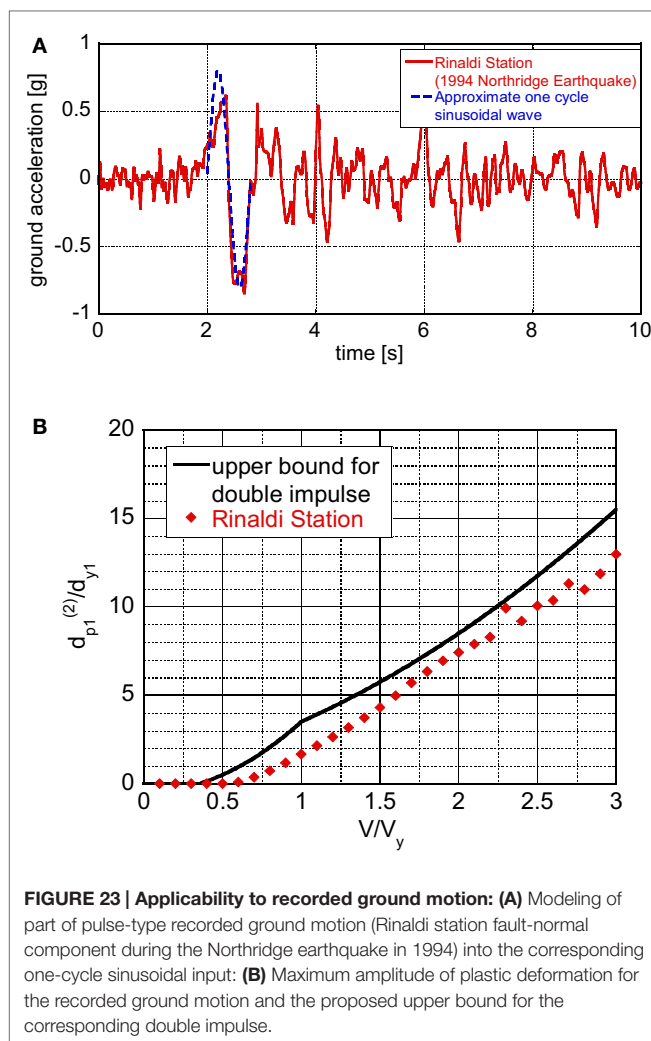 A
ground acceleration [g]
1
0.5
0
-0.5
-1
Rinaldi Station
(1994 Northridge Earthquake)
Approximate one cycle
sinusoidal wave
0 2 4 6 8 10
time [s]
B
d_p1^(2)/d_y1
20
15
10
5
0
upper bound for
double impulse
Rinaldi Station
0 0.5 1 1.5 2 2.5 3
V/V_y
FIGURE 23 | Applicability to recorded ground motion: (A) Modeling of
part of pulse-type recorded ground motion (Rinaldi station fault-normal
component during the Northridge earthquake in 1994) into the corresponding
one-cycle sinusoidal input: (B) Maximum amplitude of plastic deformation for
the recorded ground motion and the proposed upper bound for the
corresponding double impulse.